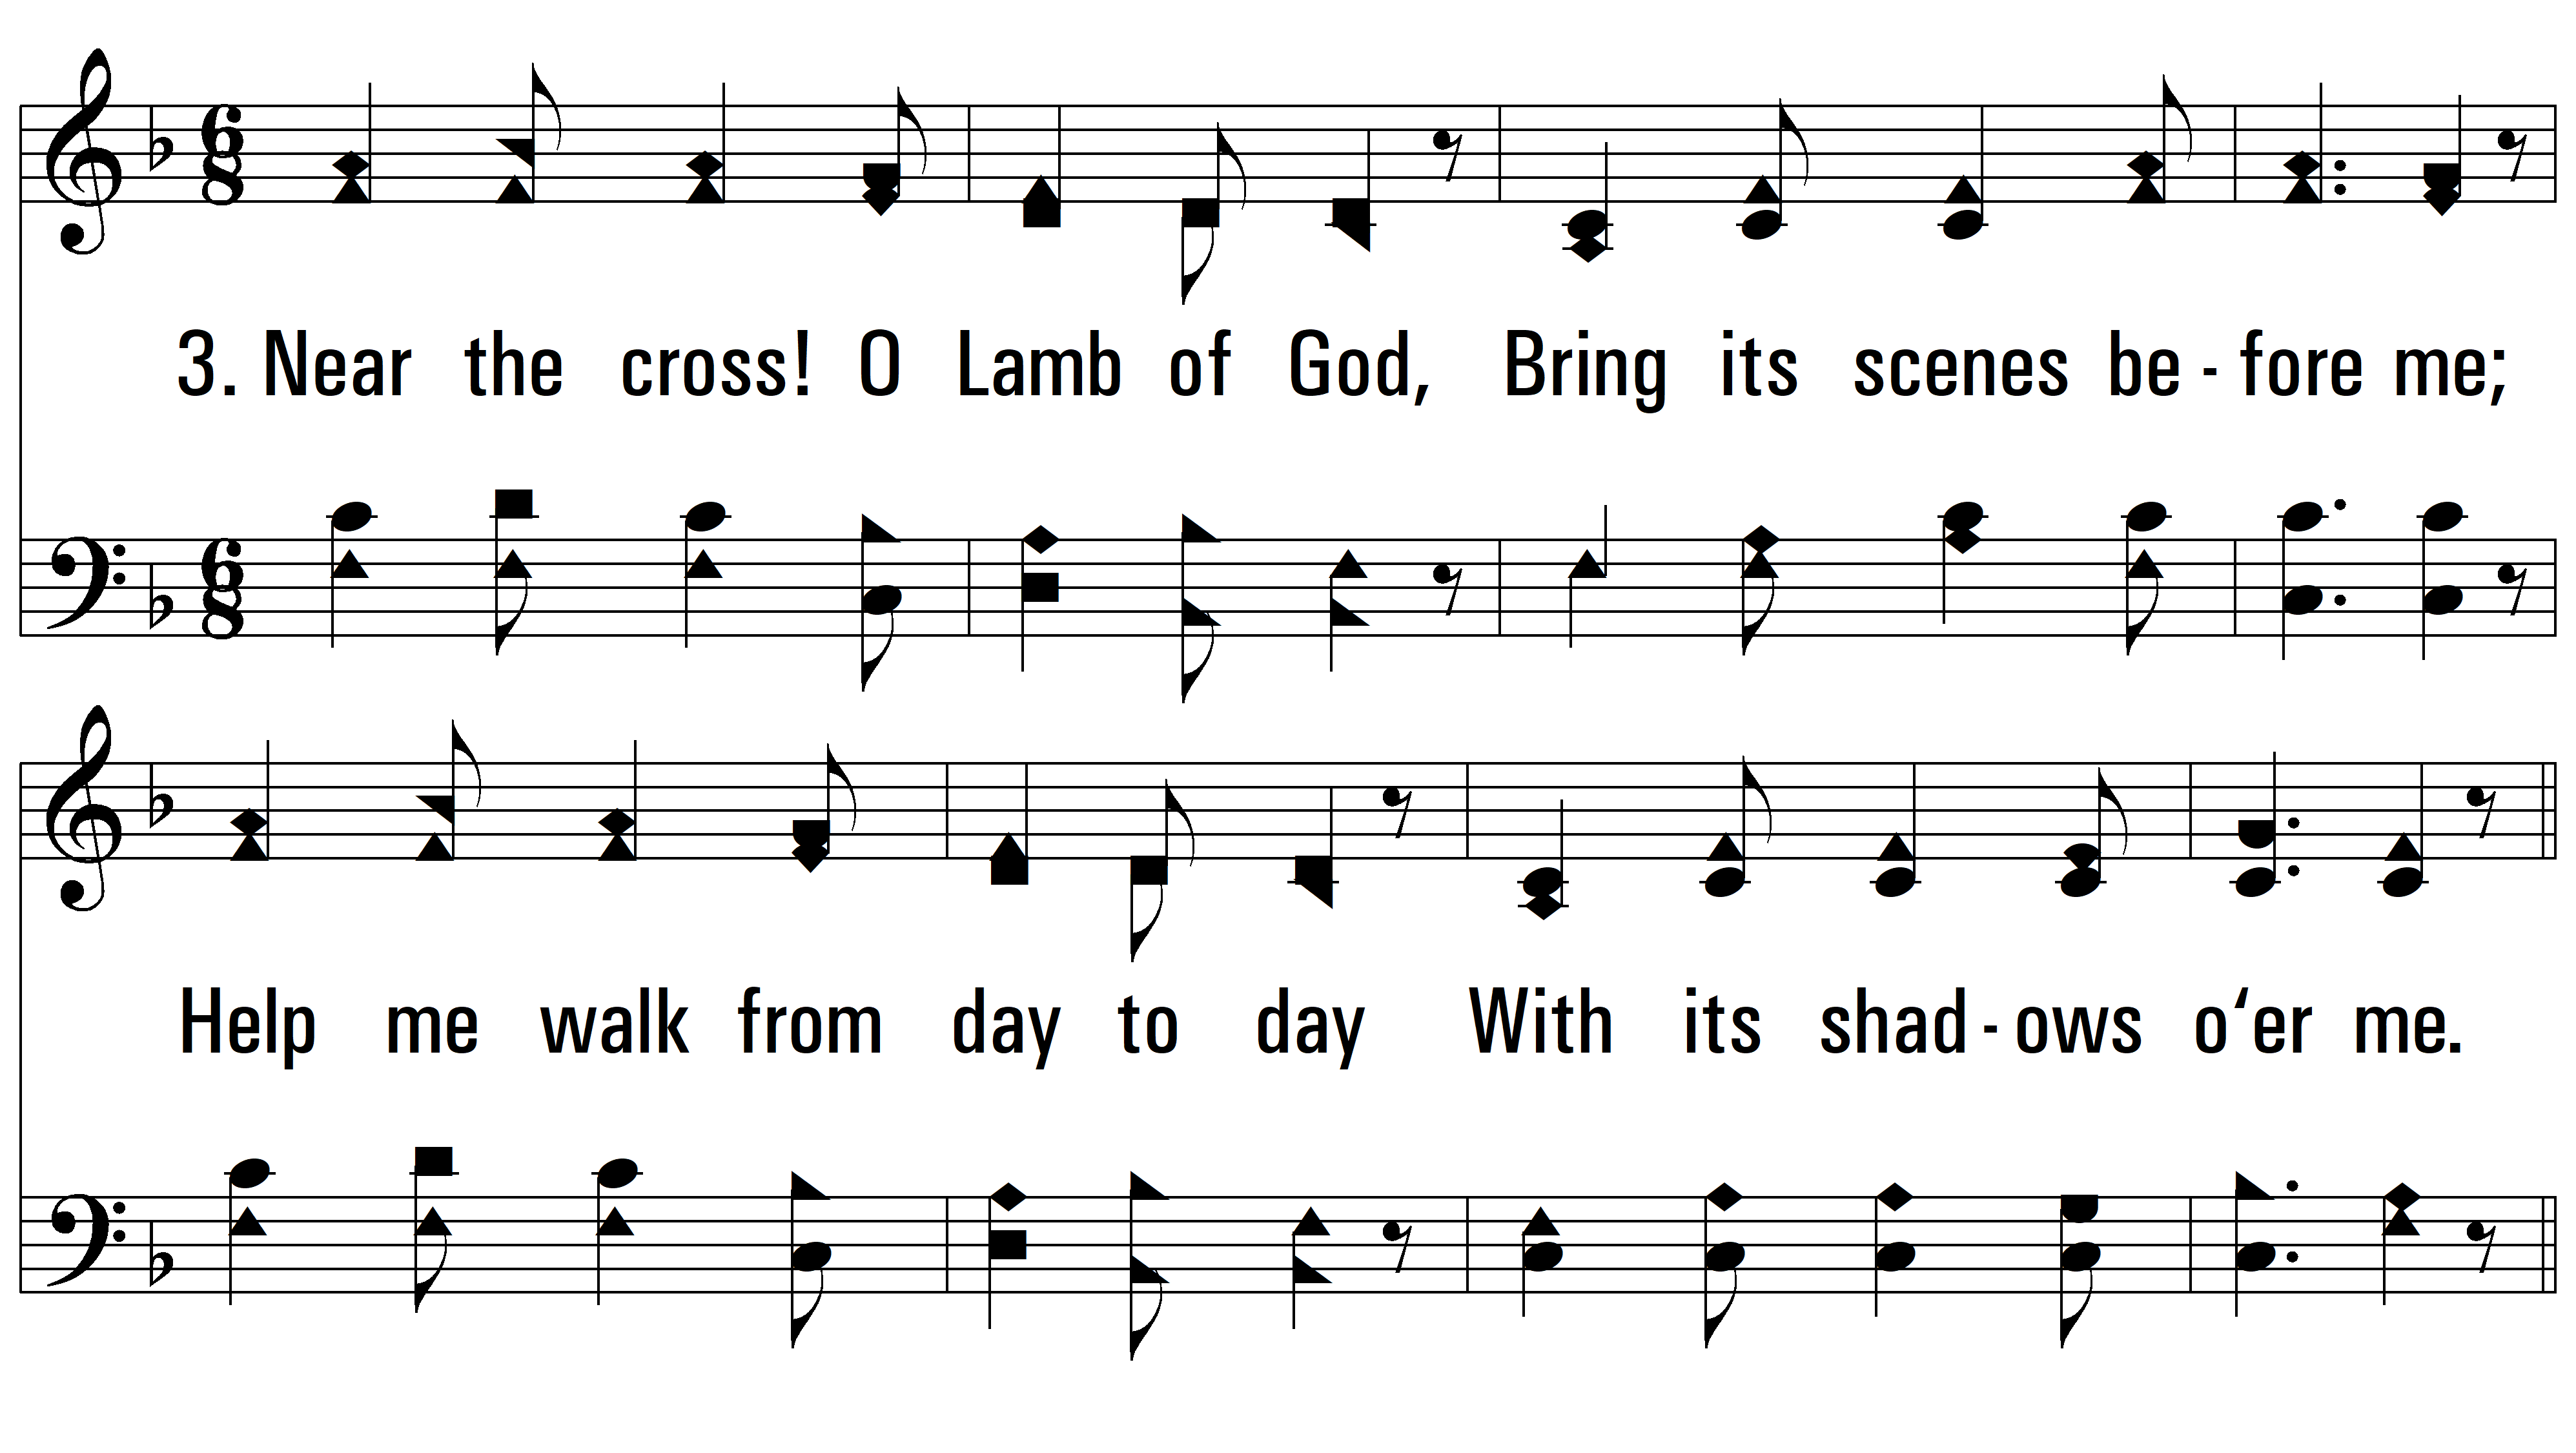 3. Near the cross! O Lamb of God, Bring its scenes be - fore me;
Help me walk from day to day With its shad - ows o‘er me.